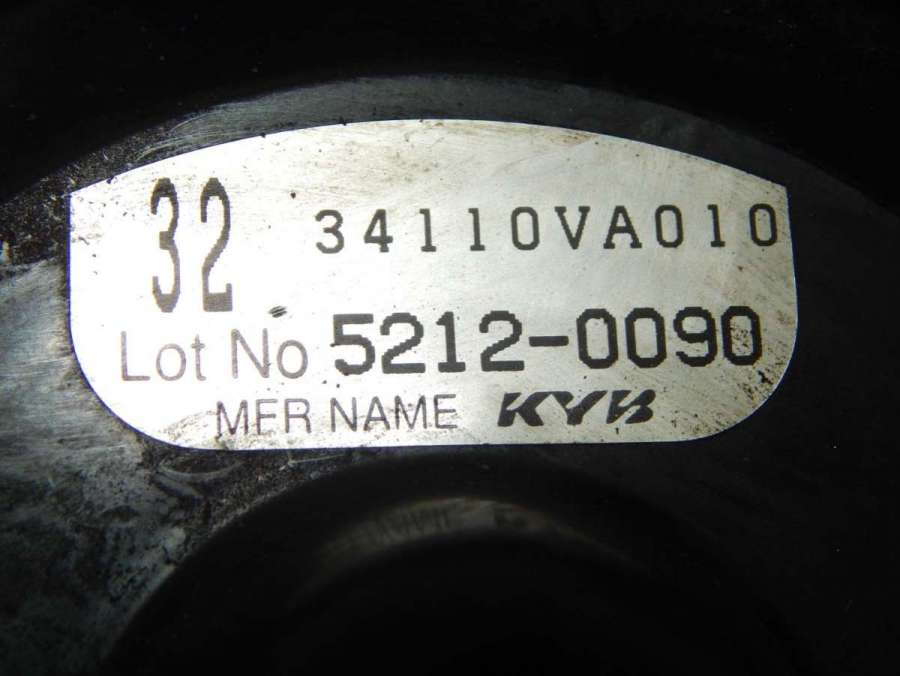 32 34110VA010
Lot No 5212-0090
MFR NAME KYB